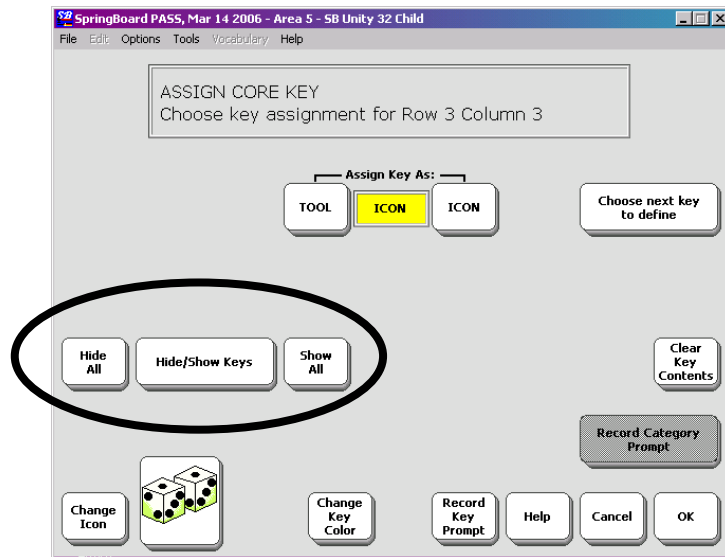 SB SpringBoard PASS, Mar 14 2006 - Area 5 - SB Unity 32 Child
File Edit Options Tools Vocabulary Help
ASSIGN CORE KEY
Choose key assignment for Row 3 Column 3
Assign Key As:
TOOL
ICON
ICON
Choose next key
to define
Hide
All
Hide/Show Keys
Show
All
Clear
Key
Contents
Record Category
Prompt
Change
Icon
Change
Key
Color
Record
Key
Prompt
Help
Cancel
OK